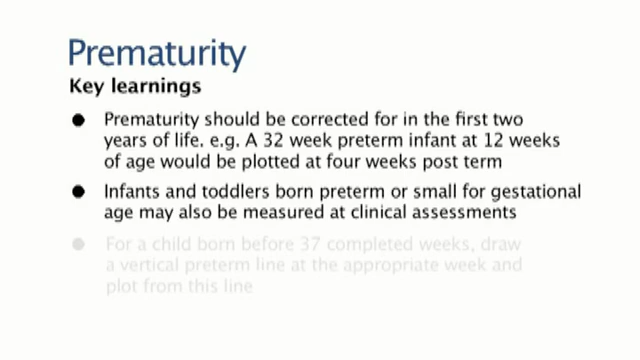 Prematurity
Key learnings
● Prematurity should be corrected for in the first two
years of life. e.g. A 32 week preterm infant at 12 weeks
of age would be plotted at four weeks post term
● Infants and toddlers born preterm or small for gestational
age may also be measured at clinical assessments
● For a child born before 37 completed weeks, draw
a vertical preterm line at the appropriate week and
plot from this line